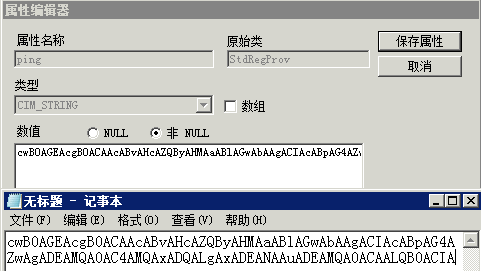 属性编辑器
属性名称
原始类
保存属性
ping
StdRegProv
取消
类型
CIM_STRING
数组
数值
NULL
非 NULL
cwB0AGEAcgB0ACAAcABvAHcAZQByAHMAaABlAGwAbAAgACIAcABpAG4AZw
无标题 - 记事本
文件(F) 编辑(E) 格式(O) 查看(V) 帮助(H)
cwB0AGEAcgB0ACAAcABvAHcAZQByAHMAaABlAGwAbAAgACIAcABpAG4A
ZwAgADEAMQA0AC4AMQAxADQALgAxADEANAAuADEAMQA0ACAALQB0ACIA